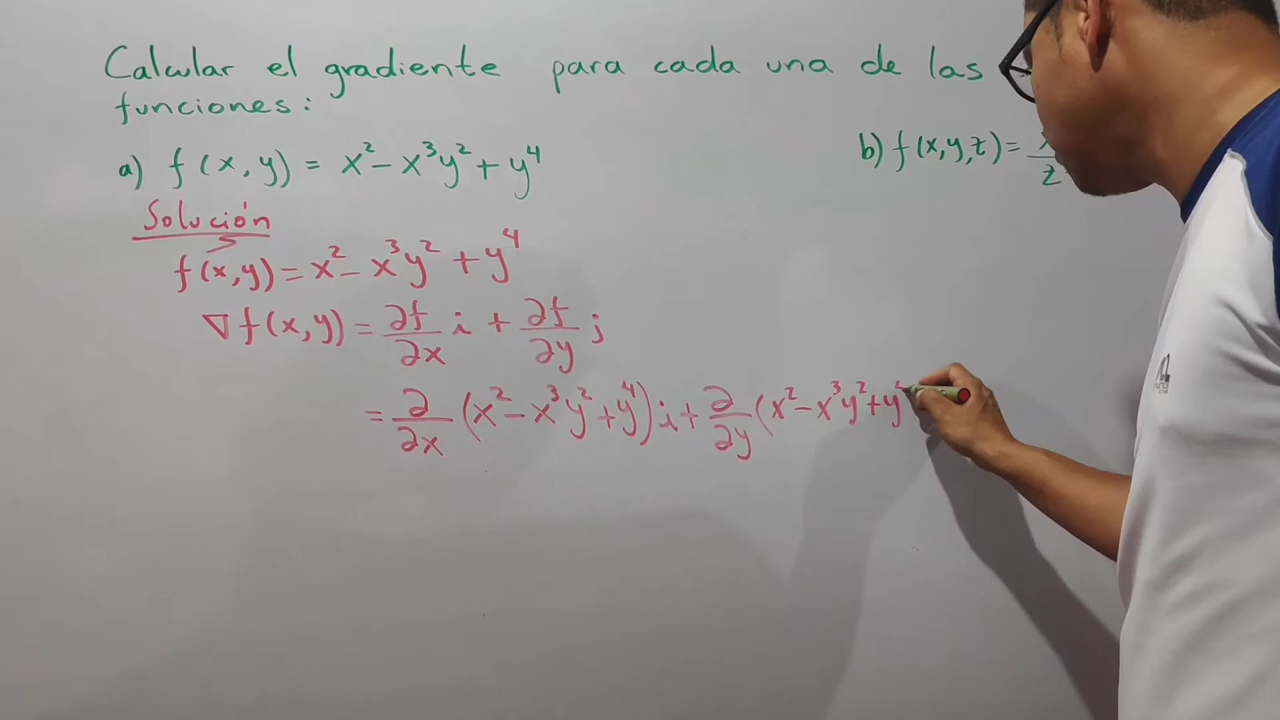 Calcular el gradiente para cada una de las
funciones:
a) f(x,y) = x² - x³y² + y⁴
b) f(x,y,z) =
Solución
f(x,y) = x² - x³y² + y⁴
∇f(x,y) = ∂f/∂x i + ∂f/∂y j
= ∂/∂x (x² - x³y² + y⁴) i + ∂/∂y (x² - x³y² + y⁴